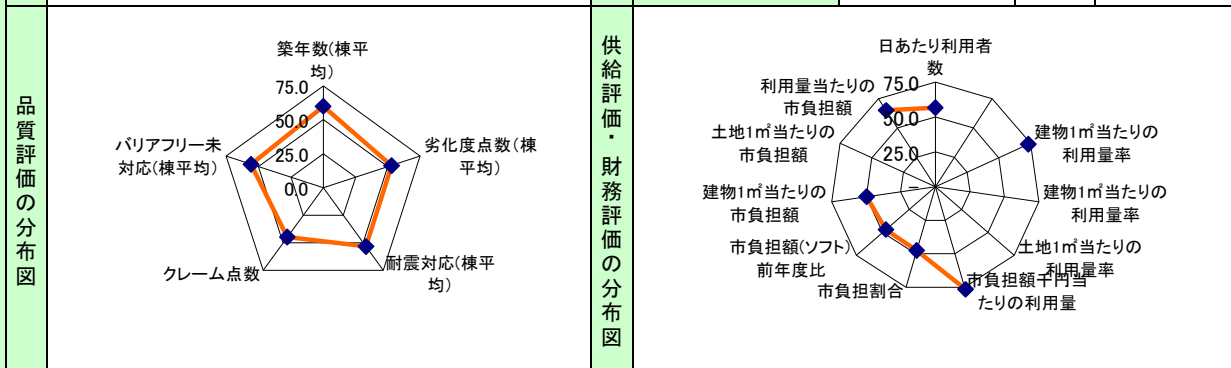 品質評価の分布図
築年数(棟平
均)
75.0
50.0
25.0
0.0
劣化度点数(棟
平均)
耐震対応(棟平
均)
クレーム点数
バリアフリー未
対応(棟平均)
供給評価・財務評価の分布図
日あたり利用者
数
75.0
50.0
25.0
–
建物1㎡当たりの
利用量率
建物1㎡当たりの
利用量率
土地1㎡当たりの
利用量率
市負担額千円当
たりの利用量
市負担割合
市負担額(ソフト)
前年度比
建物1㎡当たりの
市負担額
土地1㎡当たりの
市負担額
利用量当たりの
市負担額